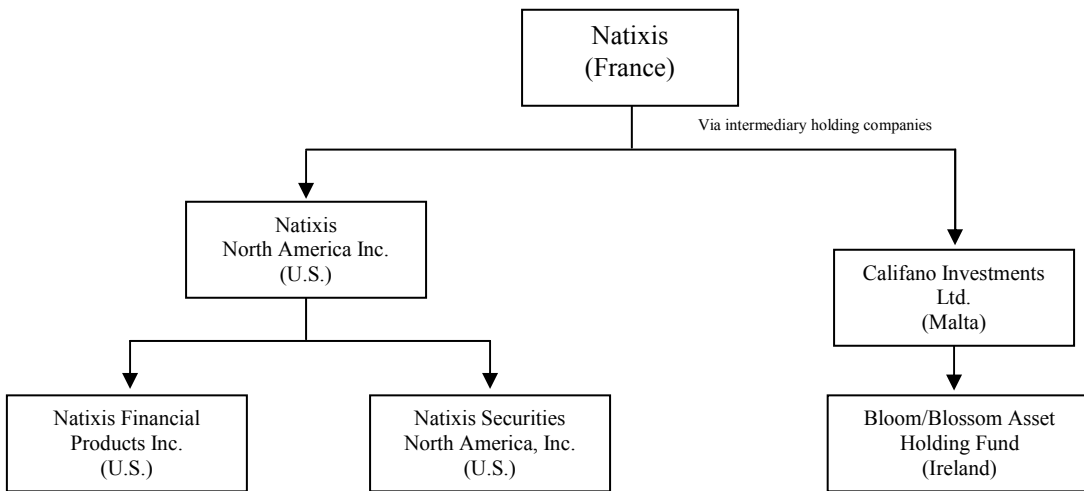 Natixis
(France)
Via intermediary holding companies
Natixis
North America Inc.
(U.S.)
Califano Investments
Ltd.
(Malta)
Natixis Financial
Products Inc.
(U.S.)
Natixis Securities
North America, Inc.
(U.S.)
Bloom/Blossom Asset
Holding Fund
(Ireland)